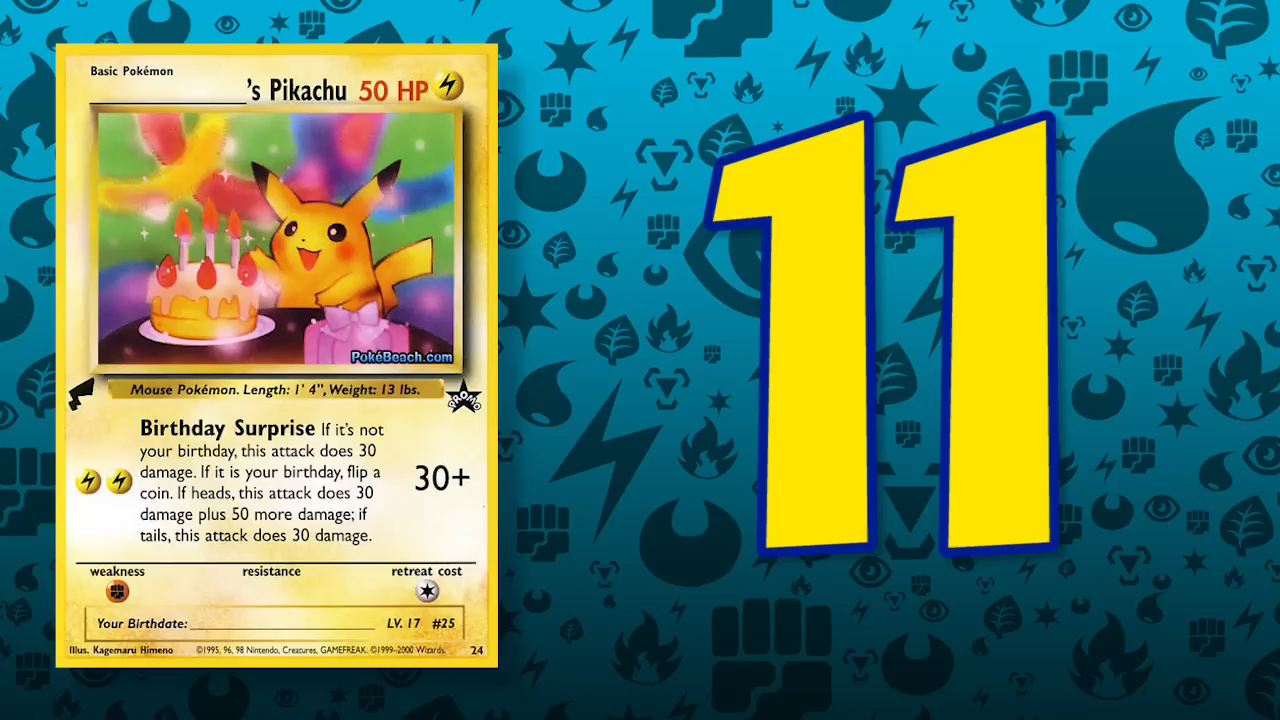 Basic Pokémon
____________'s Pikachu 50 HP
PokéBeach.com
Mouse Pokémon. Length: 1' 4", Weight: 13 lbs.
PROMO
Birthday Surprise If it's not
your birthday, this attack does 30
damage. If it is your birthday, flip a
coin. If heads, this attack does 30
damage plus 50 more damage; if
tails, this attack does 30 damage.
30+
weakness resistance retreat cost
Your Birthdate: ____________ LV. 17 #25
Illus. Kagemaru Himeno ©1995, 96, 98 Nintendo, Creatures, GAMEFREAK. ©1999-2000 Wizards. 24
11